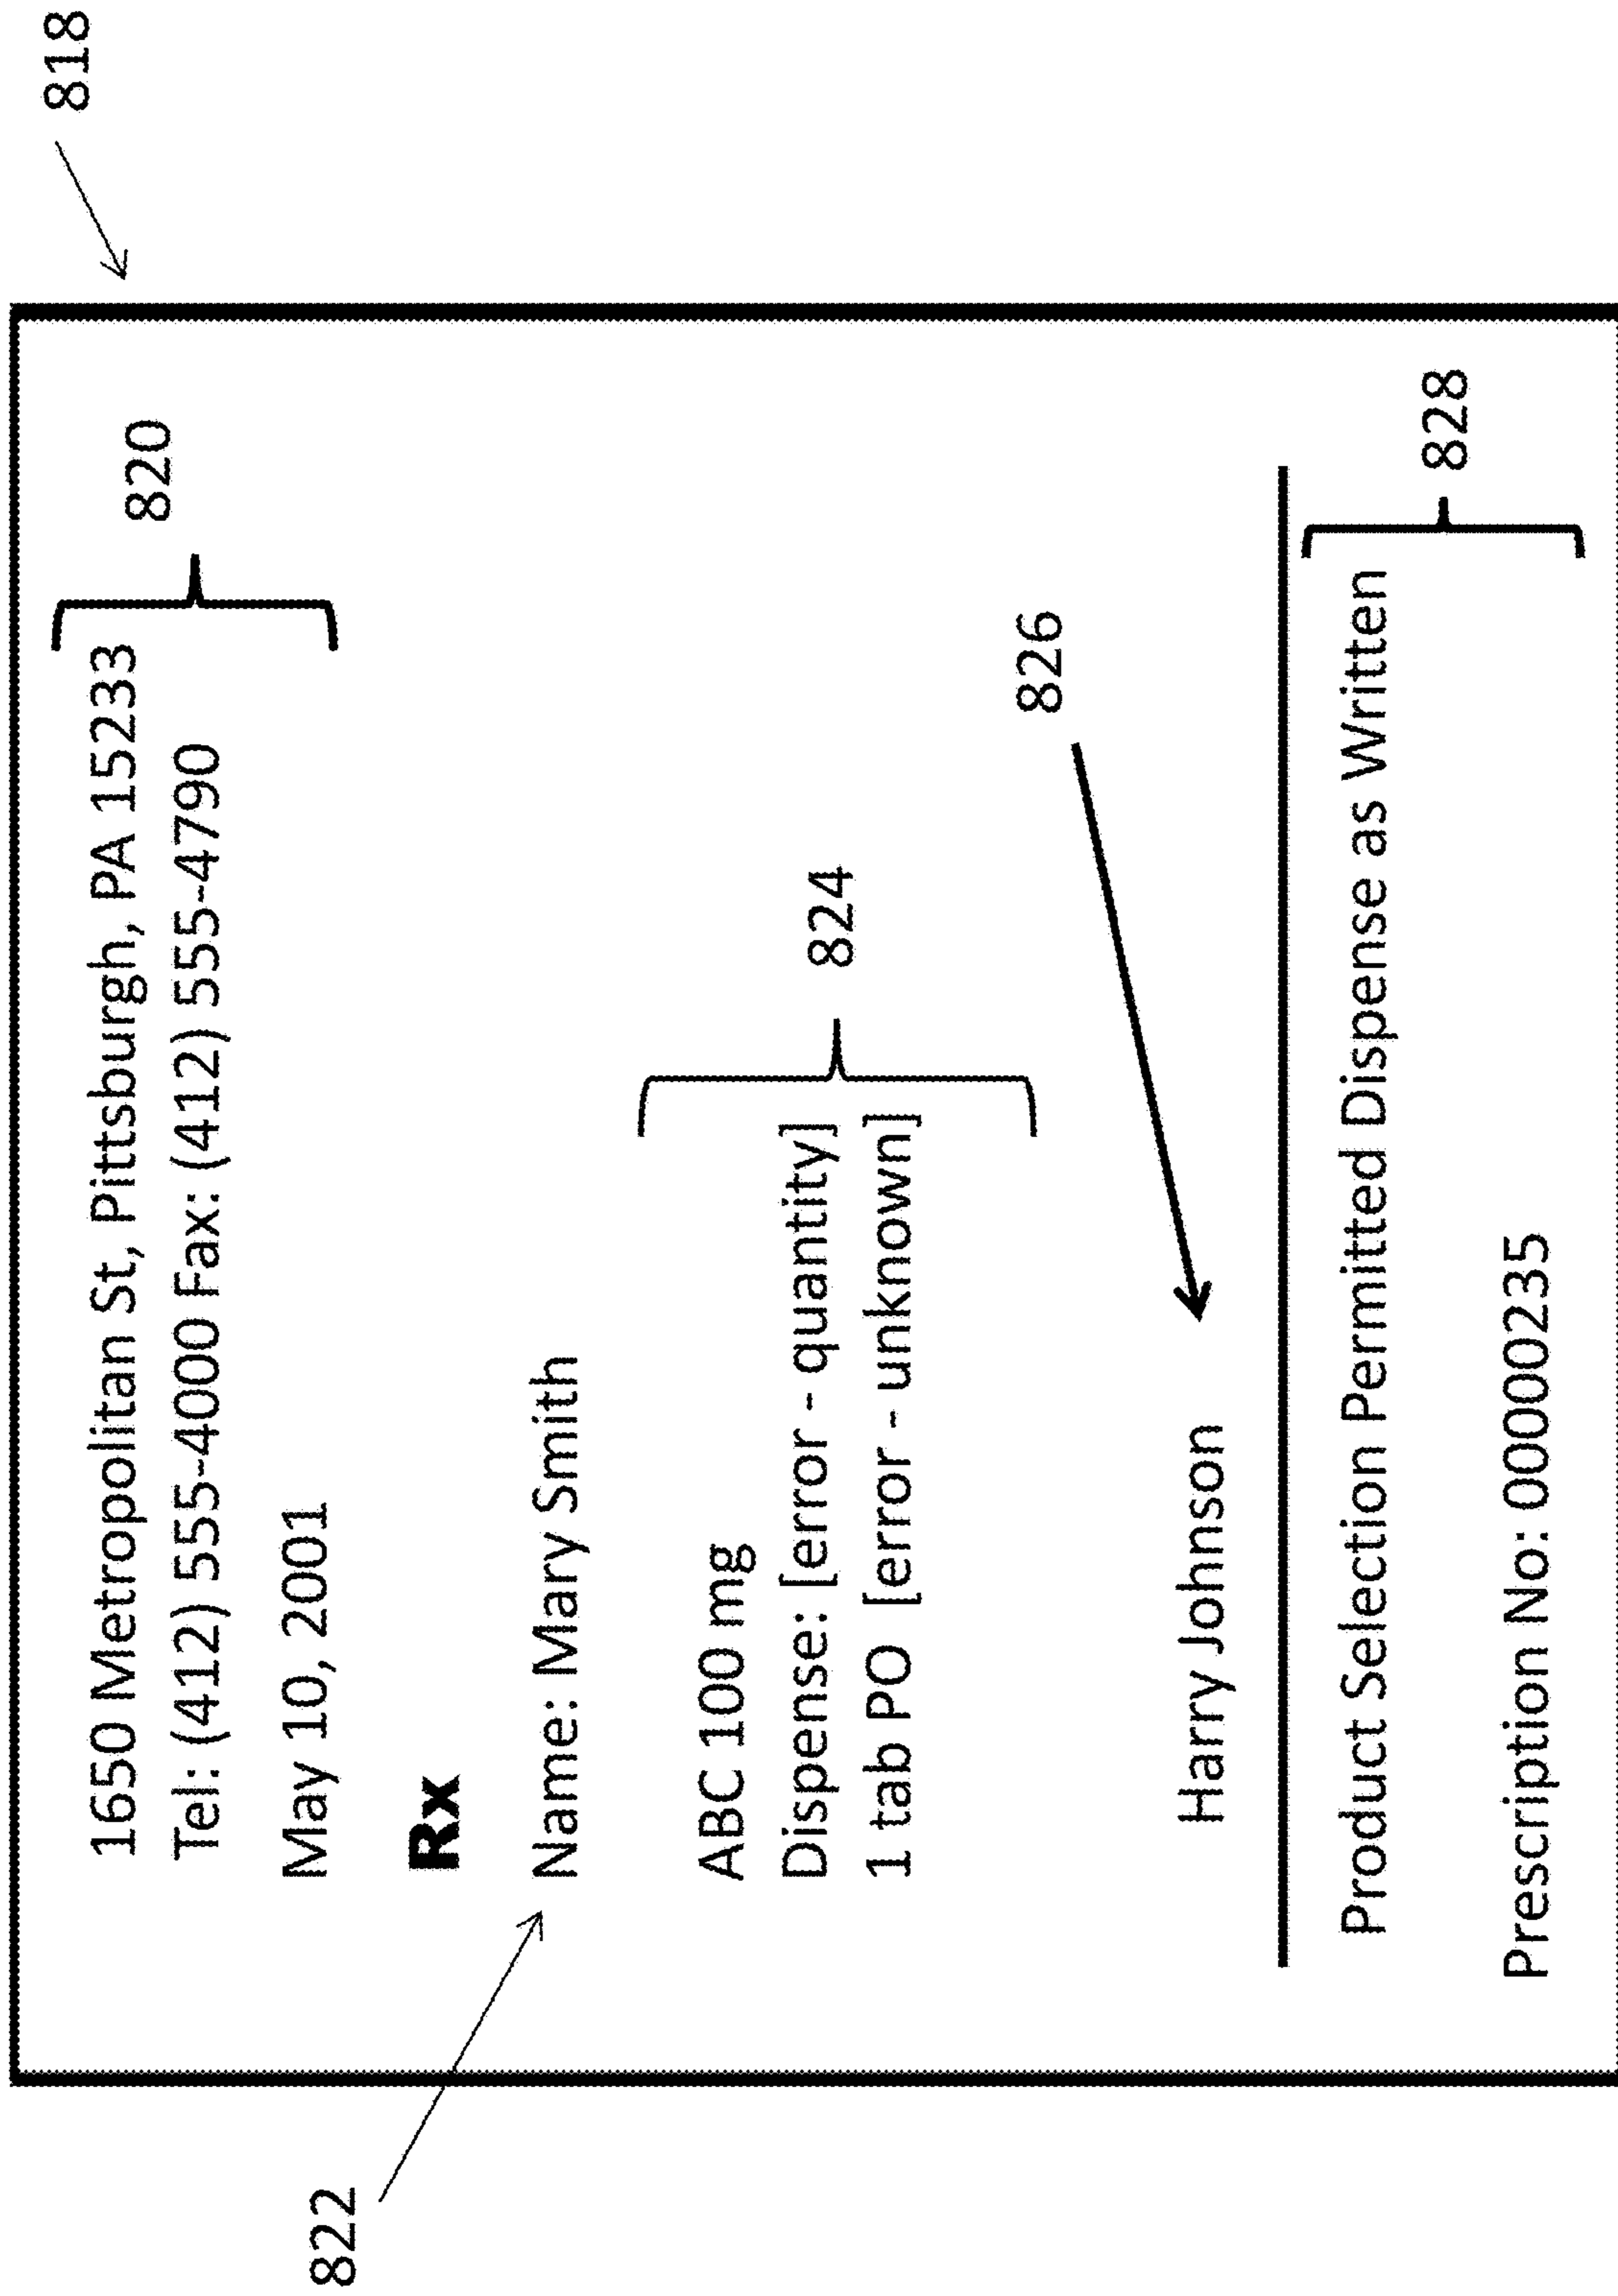 818
1650 Metropolitan St, Pittsburgh, PA 15233
Tel: (412) 555-4000 Fax: (412) 555-4790
820
May 10, 2001
Rx
822
Name: Mary Smith
ABC 100 mg
Dispense: [error - quantity]
1 tab PO [error - unknown]
824
826
Harry Johnson
Product Selection Permitted Dispense as Written
828
Prescription No: 0000235